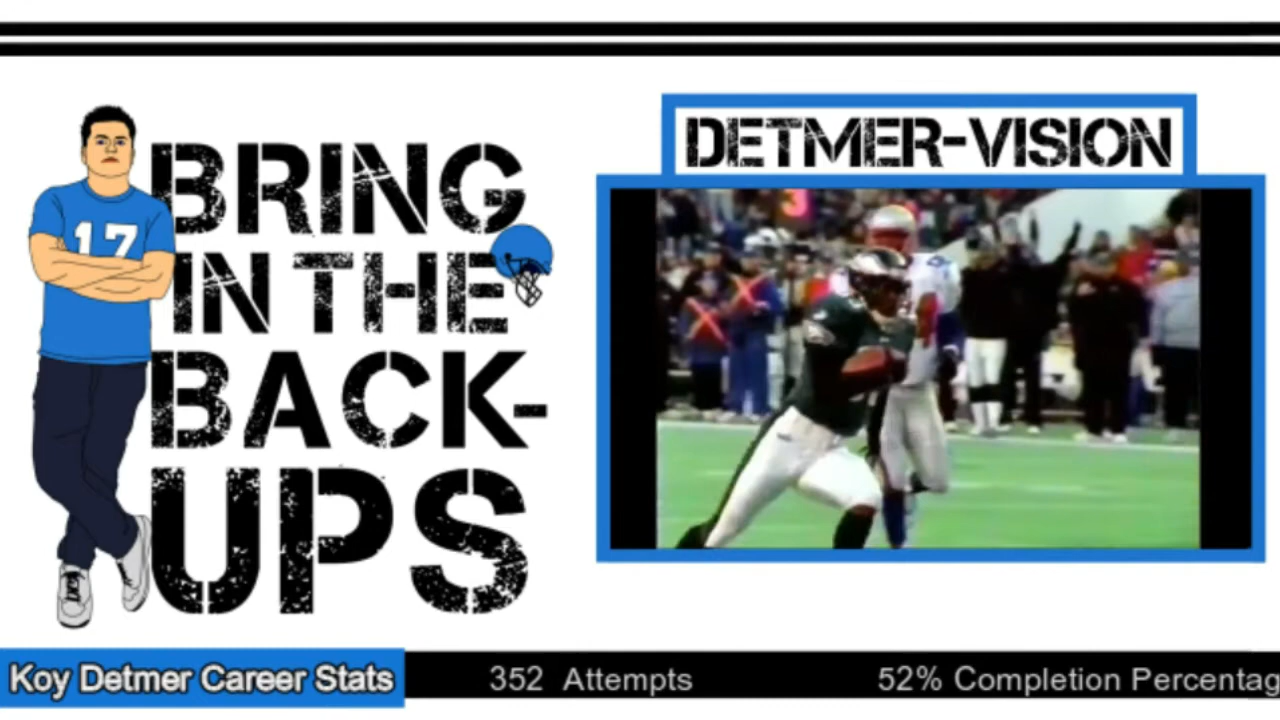 BRING
IN THE
BACK-
UPS
17
DETMER-VISION
Koy Detmer Career Stats
352 Attempts
52% Completion Percentag